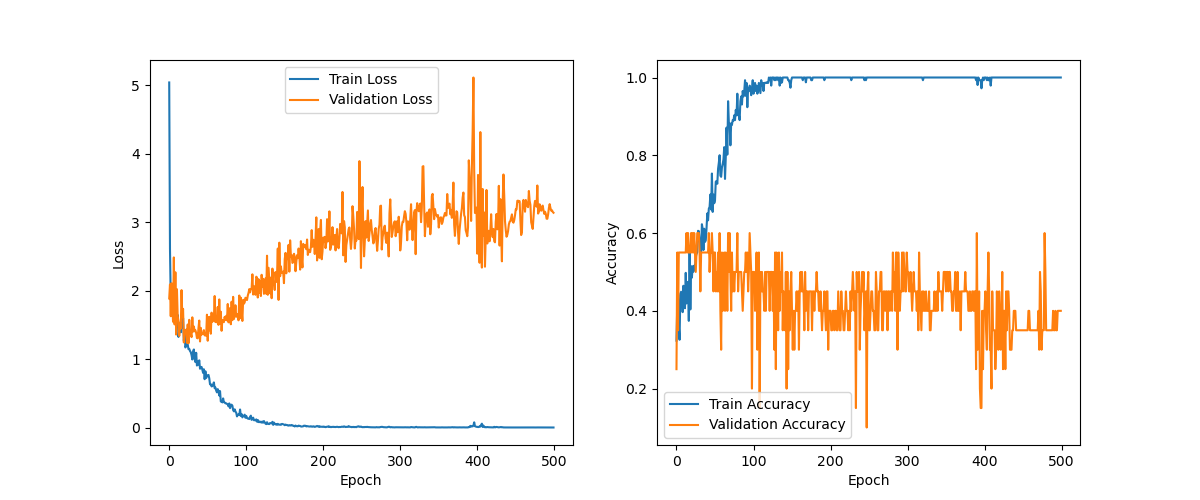 Train Loss
Validation Loss
5
4
3
2
1
0
Loss
0 100 200 300 400 500
Epoch
1.0
0.8
0.6
0.4
0.2
Accuracy
Train Accuracy
Validation Accuracy
0 100 200 300 400 500
Epoch